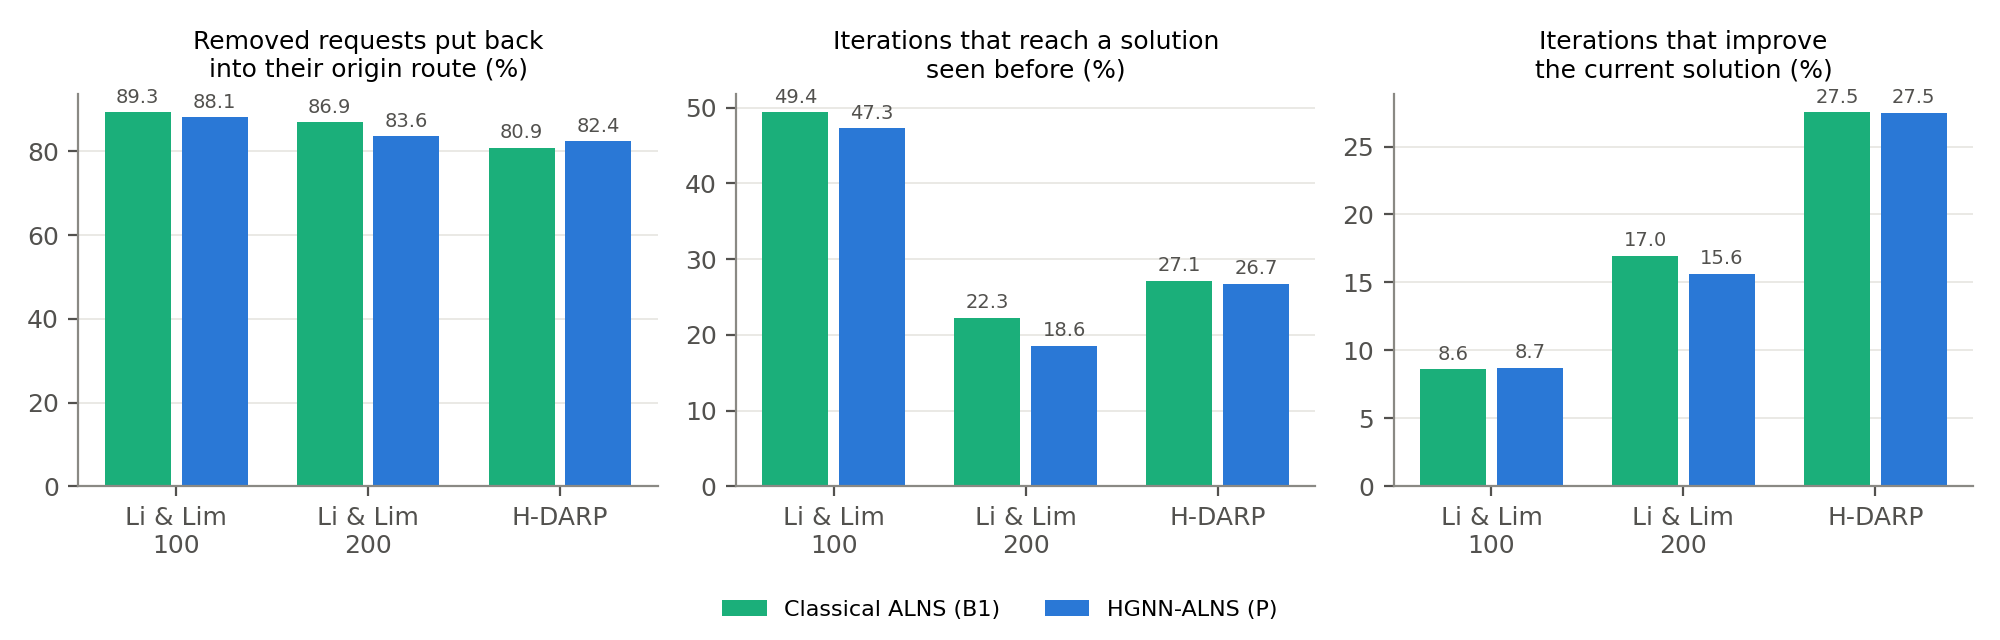 Removed requests put back
into their origin route (%)
89.3
88.1
86.9
83.6
80.9
82.4
80
60
40
20
0
Li & Lim
100
Li & Lim
200
H-DARP
Iterations that reach a solution
seen before (%)
49.4
47.3
22.3
18.6
27.1
26.7
50
40
30
20
10
0
Li & Lim
100
Li & Lim
200
H-DARP
Iterations that improve
the current solution (%)
8.6
8.7
17.0
15.6
27.5
27.5
25
20
15
10
5
0
Li & Lim
100
Li & Lim
200
H-DARP
Classical ALNS (B1)
HGNN-ALNS (P)